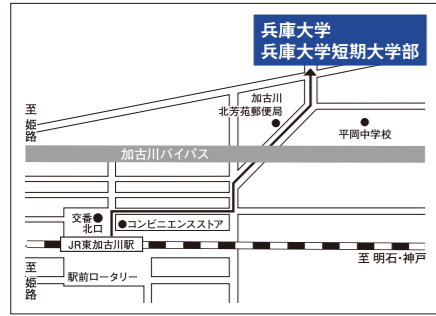 兵庫大学
兵庫大学短期大学部
加古川
北芳苑郵便局
平岡中学校
至 姫路
加古川バイパス
交番
北口
コンビニエンスストア
JR東加古川駅
至 明石・神戸
至 姫路
駅前ロータリー